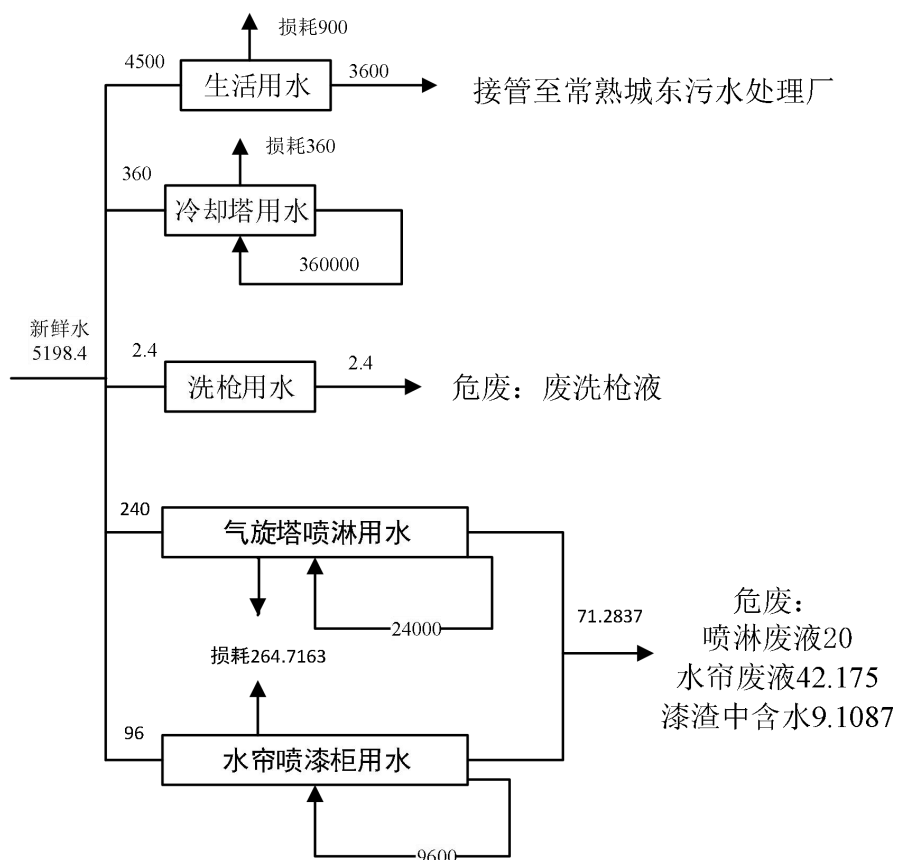 损耗900
4500
生活用水
3600
接管至常熟城东污水处理厂
损耗360
360
冷却塔用水
360000
新鲜水
5198.4
2.4
洗枪用水
2.4
危废：废洗枪液
240
气旋塔喷淋用水
24000
损耗264.7163
71.2837
危废：
喷淋废液20
水帘废液42.175
漆渣中含水9.1087
96
水帘喷漆柜用水
9600